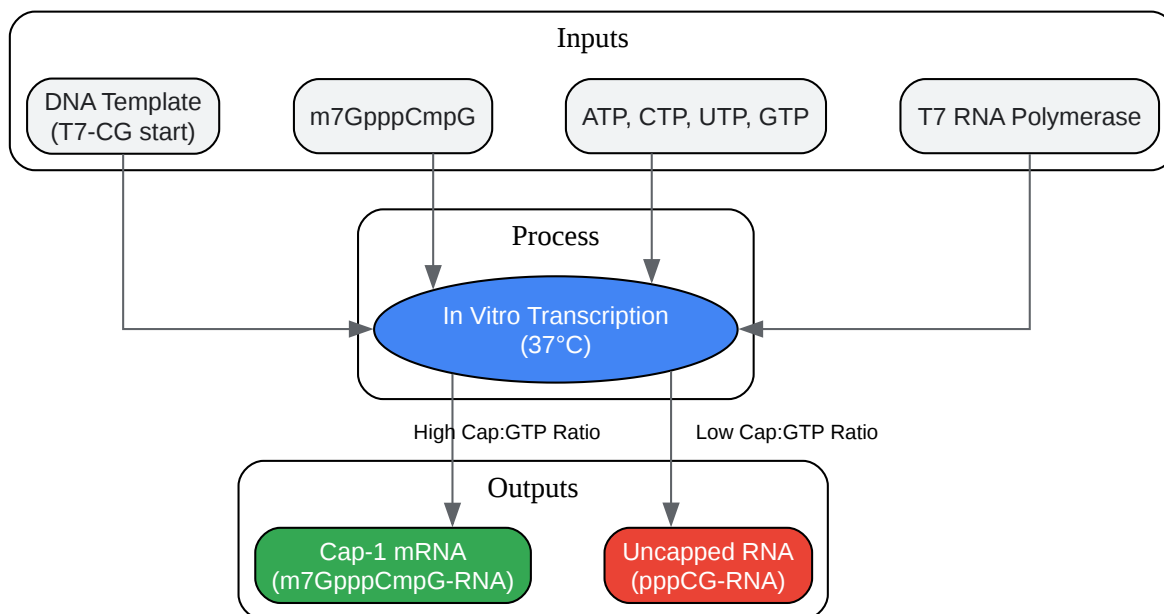 Inputs
DNA Template
(T7-CG start)
m7GpppCmpG
ATP, CTP, UTP, GTP
T7 RNA Polymerase
Process
In Vitro Transcription
(37°C)
High Cap:GTP Ratio
Low Cap:GTP Ratio
Outputs
Cap-1 mRNA
(m7GpppCmpG-RNA)
Uncapped RNA
(pppCG-RNA)